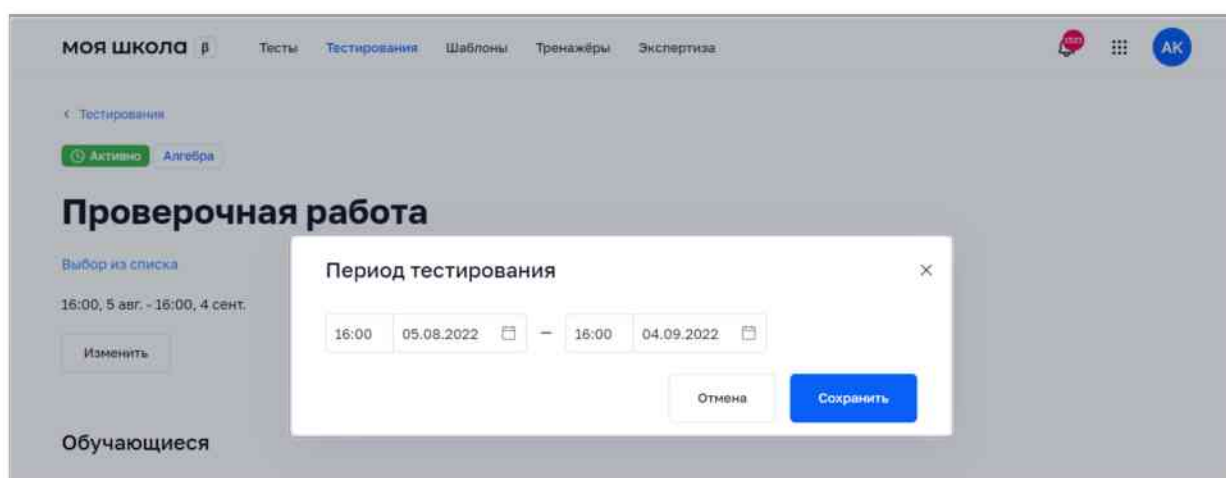 моя школа β Тесты Тестирования Шаблоны Тренажёры Экспертиза АК
< Тестирования
Активно Алгебра
Проверочная работа
Выбор из списка
Период тестирования
16:00, 5 авг. - 16:00, 4 сент.
16:00 05.08.2022 — 16:00 04.09.2022
Изменить
Отмена Сохранить
Обучающиеся